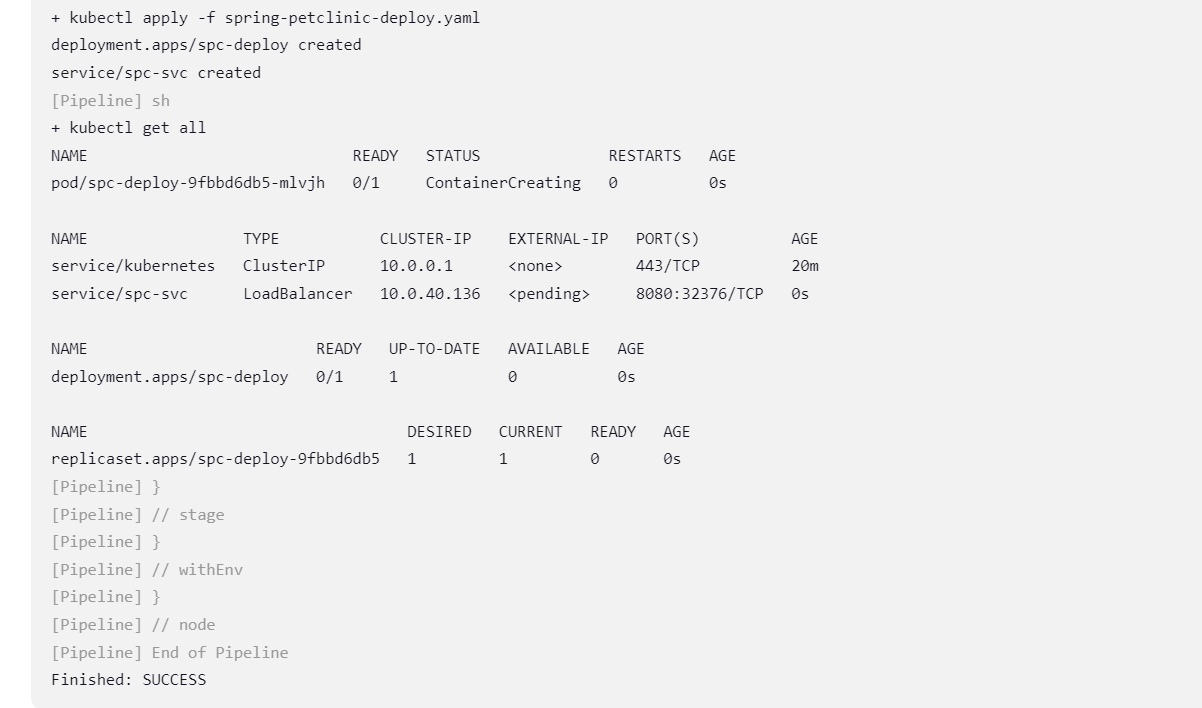 + kubectl apply -f spring-petclinic-deploy.yaml
deployment.apps/spc-deploy created
service/spc-svc created
[Pipeline] sh
+ kubectl get all
NAME                             READY   STATUS              RESTARTS   AGE
pod/spc-deploy-9fbbd6db5-mlvjh   0/1     ContainerCreating   0          0s

NAME                 TYPE           CLUSTER-IP    EXTERNAL-IP   PORT(S)          AGE
service/kubernetes   ClusterIP      10.0.0.1      <none>        443/TCP          20m
service/spc-svc      LoadBalancer   10.0.40.136   <pending>     8080:32376/TCP   0s

NAME                         READY   UP-TO-DATE   AVAILABLE   AGE
deployment.apps/spc-deploy   0/1     1            0           0s

NAME                                   DESIRED   CURRENT   READY   AGE
replicaset.apps/spc-deploy-9fbbd6db5   1         1         0       0s
[Pipeline] }
[Pipeline] // stage
[Pipeline] }
[Pipeline] // withEnv
[Pipeline] }
[Pipeline] // node
[Pipeline] End of Pipeline
Finished: SUCCESS